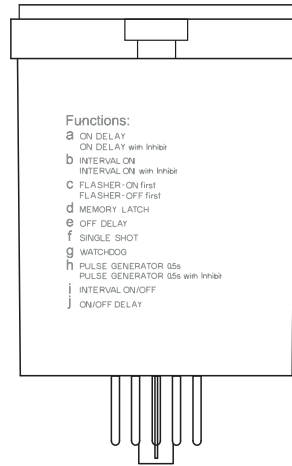 Functions:
a ON DELAY
ON DELAY with Inhibit
b INTERVAL ON
INTERVAL ON with Inhibit
c FLASHER-ON first
FLASHER-OFF first
d MEMORY LATCH
e OFF DELAY
f SINGLE SHOT
g WATCHDOG
h PULSE GENERATOR 0.5s
PULSE GENERATOR 0.5s with Inhibit
i INTERVAL ON/OFF
j ON/OFF DELAY